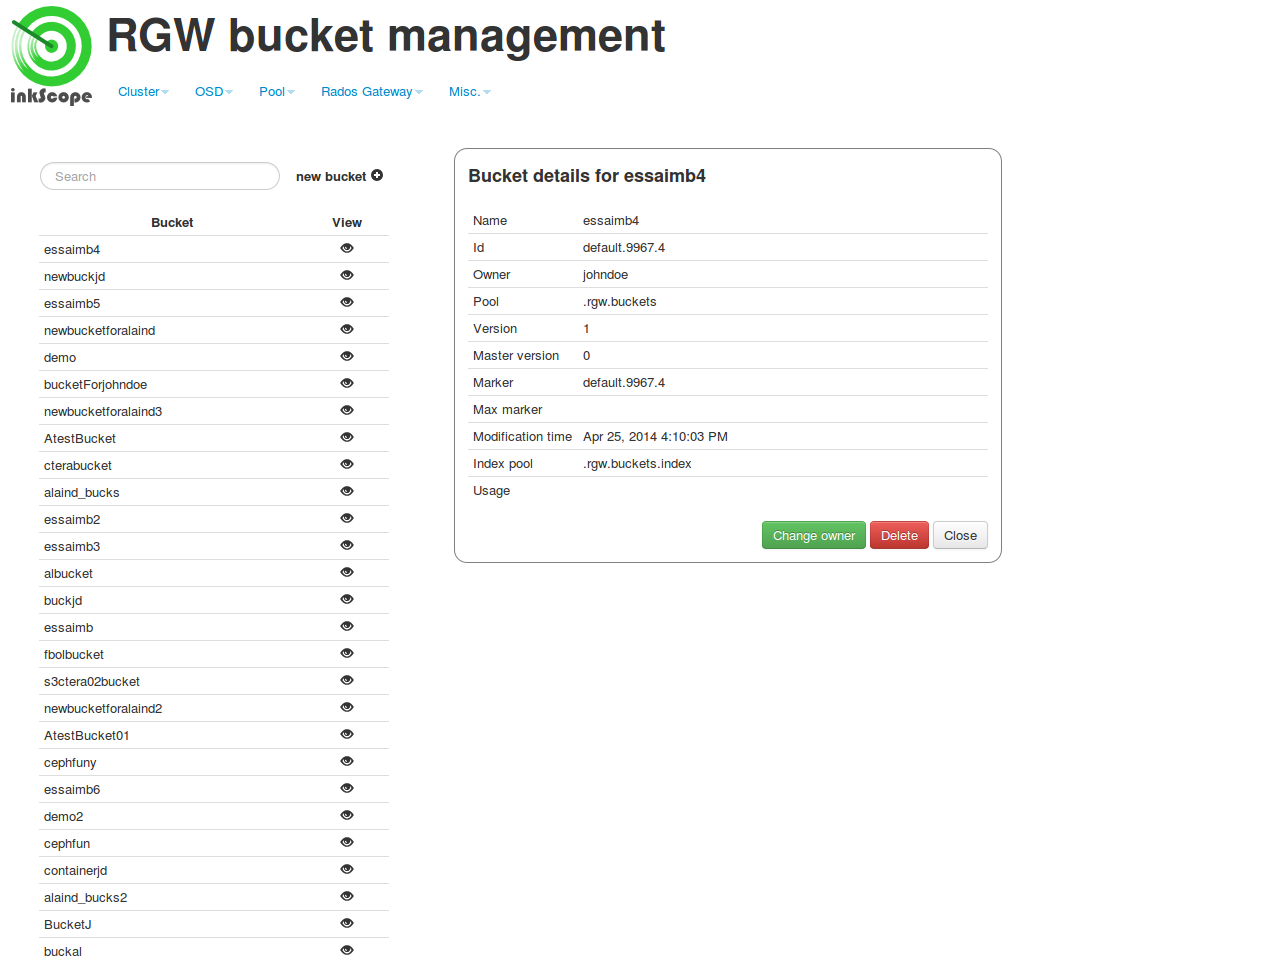 RGW bucket management
inkScope
Cluster OSD Pool Rados Gateway Misc.
Search new bucket
Bucket View
essaimb4
newbuckjd
essaimb5
newbucketforalaind
demo
bucketForjohndoe
newbucketforalaind3
AtestBucket
cterabucket
alaind_bucks
essaimb2
essaimb3
albucket
buckjd
essaimb
fbolbucket
s3ctera02bucket
newbucketforalaind2
AtestBucket01
cephfuny
essaimb6
demo2
cephfun
containerjd
alaind_bucks2
BucketJ
buckal
Bucket details for essaimb4
Name essaimb4
Id default.9967.4
Owner johndoe
Pool .rgw.buckets
Version 1
Master version 0
Marker default.9967.4
Max marker
Modification time Apr 25, 2014 4:10:03 PM
Index pool .rgw.buckets.index
Usage
Change owner Delete Close